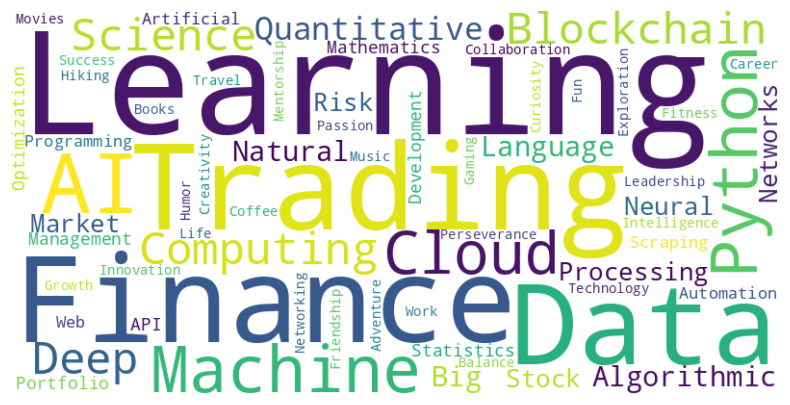 Movies
Artificial
Science
Quantitative
Blockchain
Mathematics
Collaboration
Success
Hiking
Travel
Mentorship
Learning
Curiosity
Fun
Exploration
Career
Optimization
Books
Risk
Passion
Development
Fitness
Python
Networks
Programming
AI
Trading
Natural
Music
Language
Gaming
Creativity
Humor
Coffee
Leadership
Neural
Intelligence
Market
Management
Life
Computing
Cloud
Perseverance
Scraping
Innovation
Processing
Growth
Finance
Networking
Friendship
Adventure
Work
Technology
Data
Automation
Web
API
Deep
Machine
Statistics
Balance
Portfolio
Big
Stock
Algorithmic